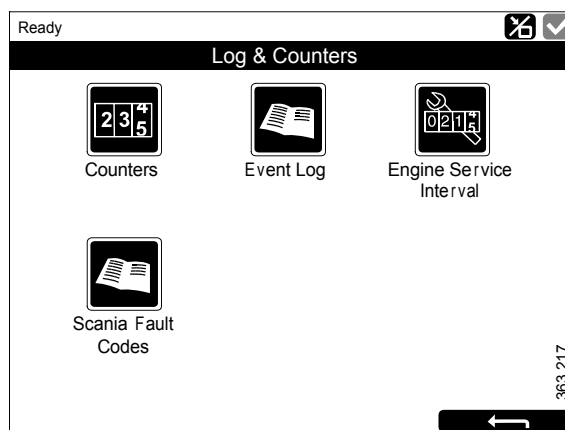 Ready
Log & Counters
2 3 4 5
0 2 1 4 5
Counters
Event Log
Engine Service
Interval
Scania Fault
Codes
363 217